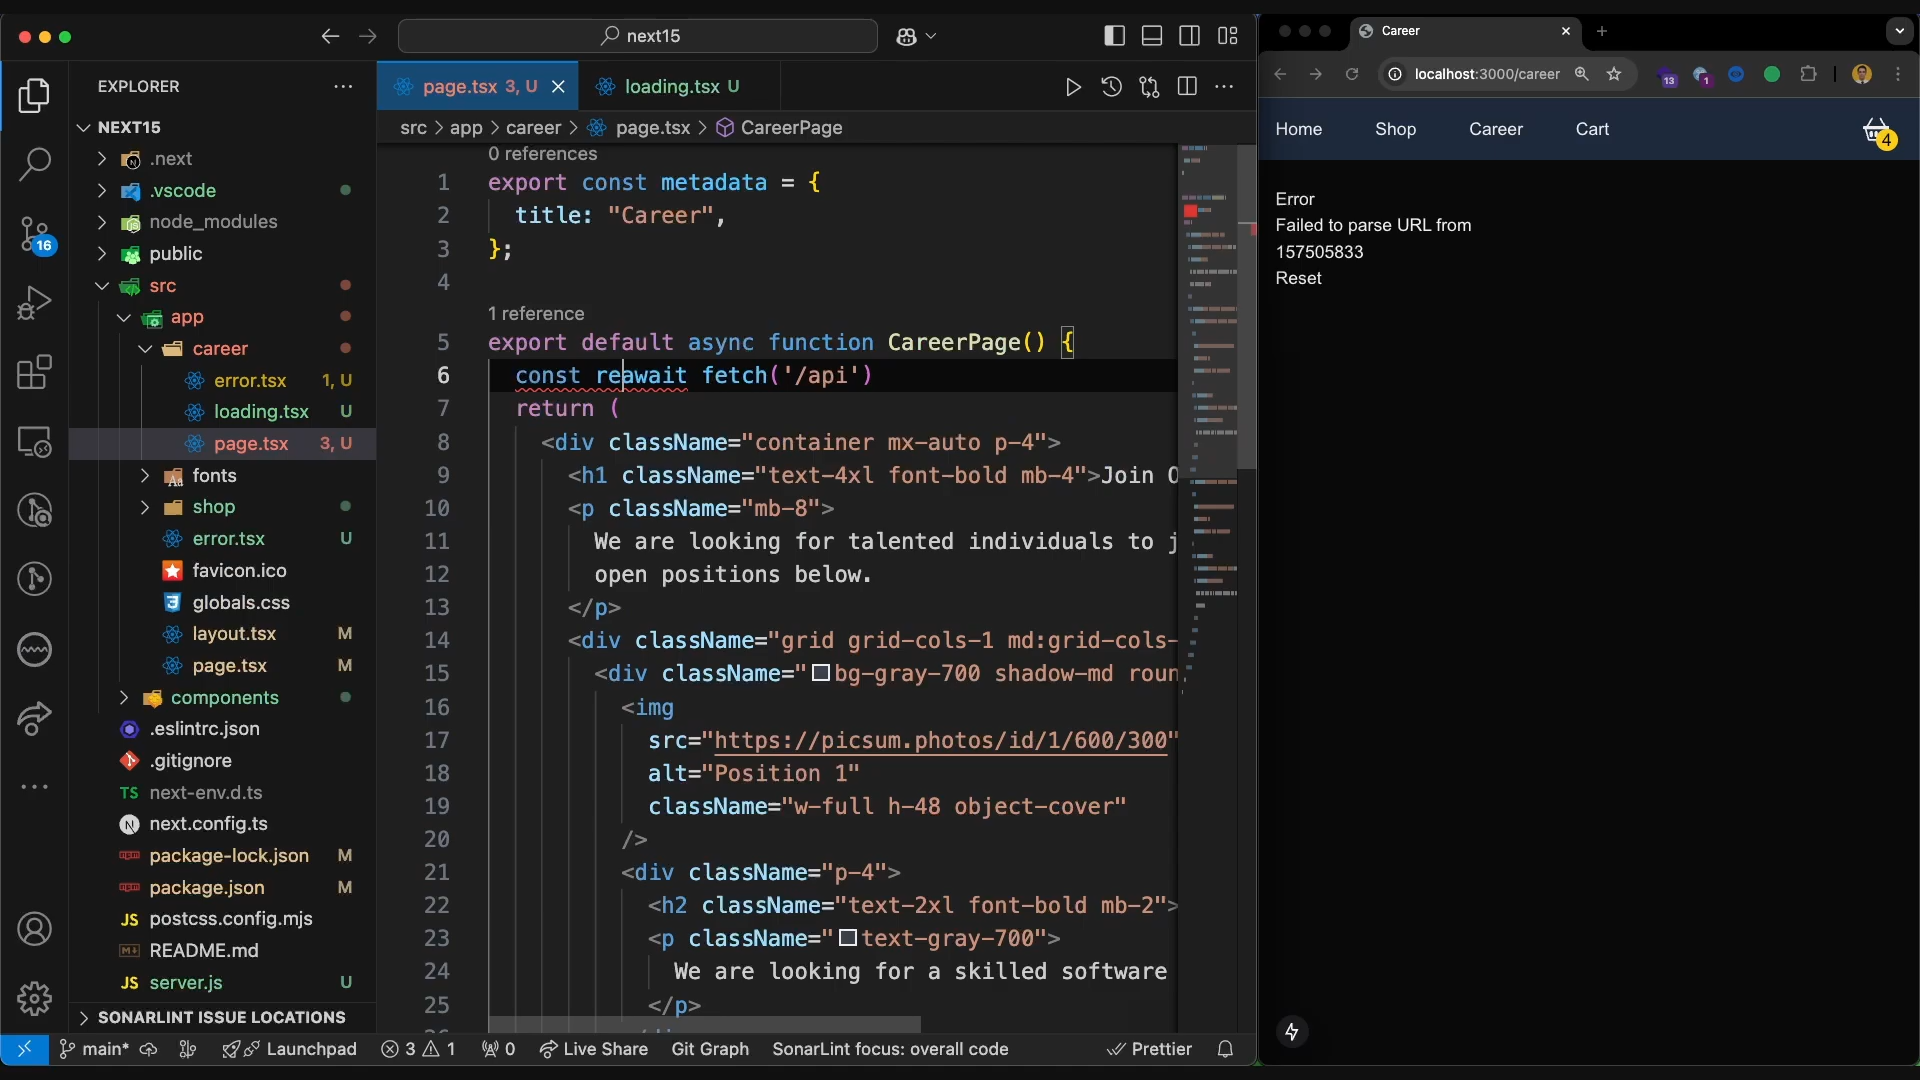 next15
EXPLORER
NEXT15
.next
.vscode
node_modules
public
src
app
career
error.tsx 1, U
loading.tsx U
page.tsx 3, U
fonts
shop
error.tsx U
favicon.ico
globals.css
layout.tsx M
page.tsx M
components
.eslintrc.json
.gitignore
TS next-env.d.ts
N next.config.ts
package-lock.json M
package.json M
JS postcss.config.mjs
README.md
JS server.js U
SONARLINT ISSUE LOCATIONS
16
page.tsx 3, U
loading.tsx U
src > app > career > page.tsx > CareerPage
0 references
1 export const metadata = {
2 title: "Career",
3 };
4
1 reference
5 export default async function CareerPage() {
6 const reawait fetch('/api')
7 return (
8 <div className="container mx-auto p-4">
9 <h1 className="text-4xl font-bold mb-4">Join O
10 <p className="mb-8">
11 We are looking for talented individuals to j
12 open positions below.
13 </p>
14 <div className="grid grid-cols-1 md:grid-cols-
15 <div className="bg-gray-700 shadow-md roun
16 <img
17 src="https://picsum.photos/id/1/600/300"
18 alt="Position 1"
19 className="w-full h-48 object-cover"
20 />
21 <div className="p-4">
22 <h2 className="text-2xl font-bold mb-2">
23 <p className="text-gray-700">
24 We are looking for a skilled software
25 </p>
main* Launchpad 3 1 0 Live Share Git Graph SonarLint focus: overall code Prettier
Career
localhost:3000/career
13
1
Home Shop Career Cart
4
Error
Failed to parse URL from
157505833
Reset